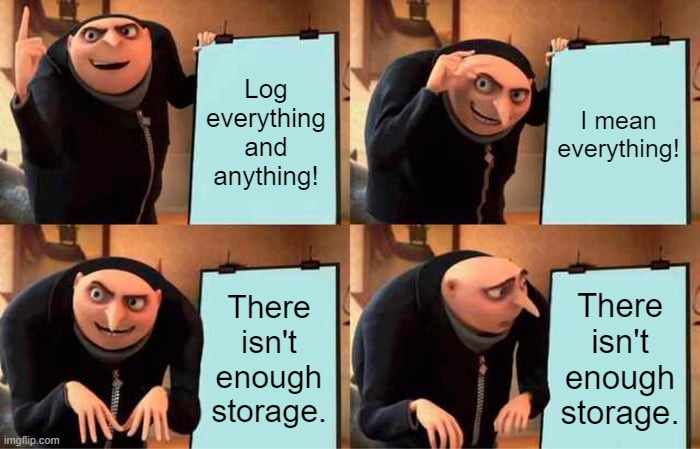 Log
everything
and
anything!
I mean
everything!
There
isn't
enough
storage.
There
isn't
enough
storage.
imgflip.com